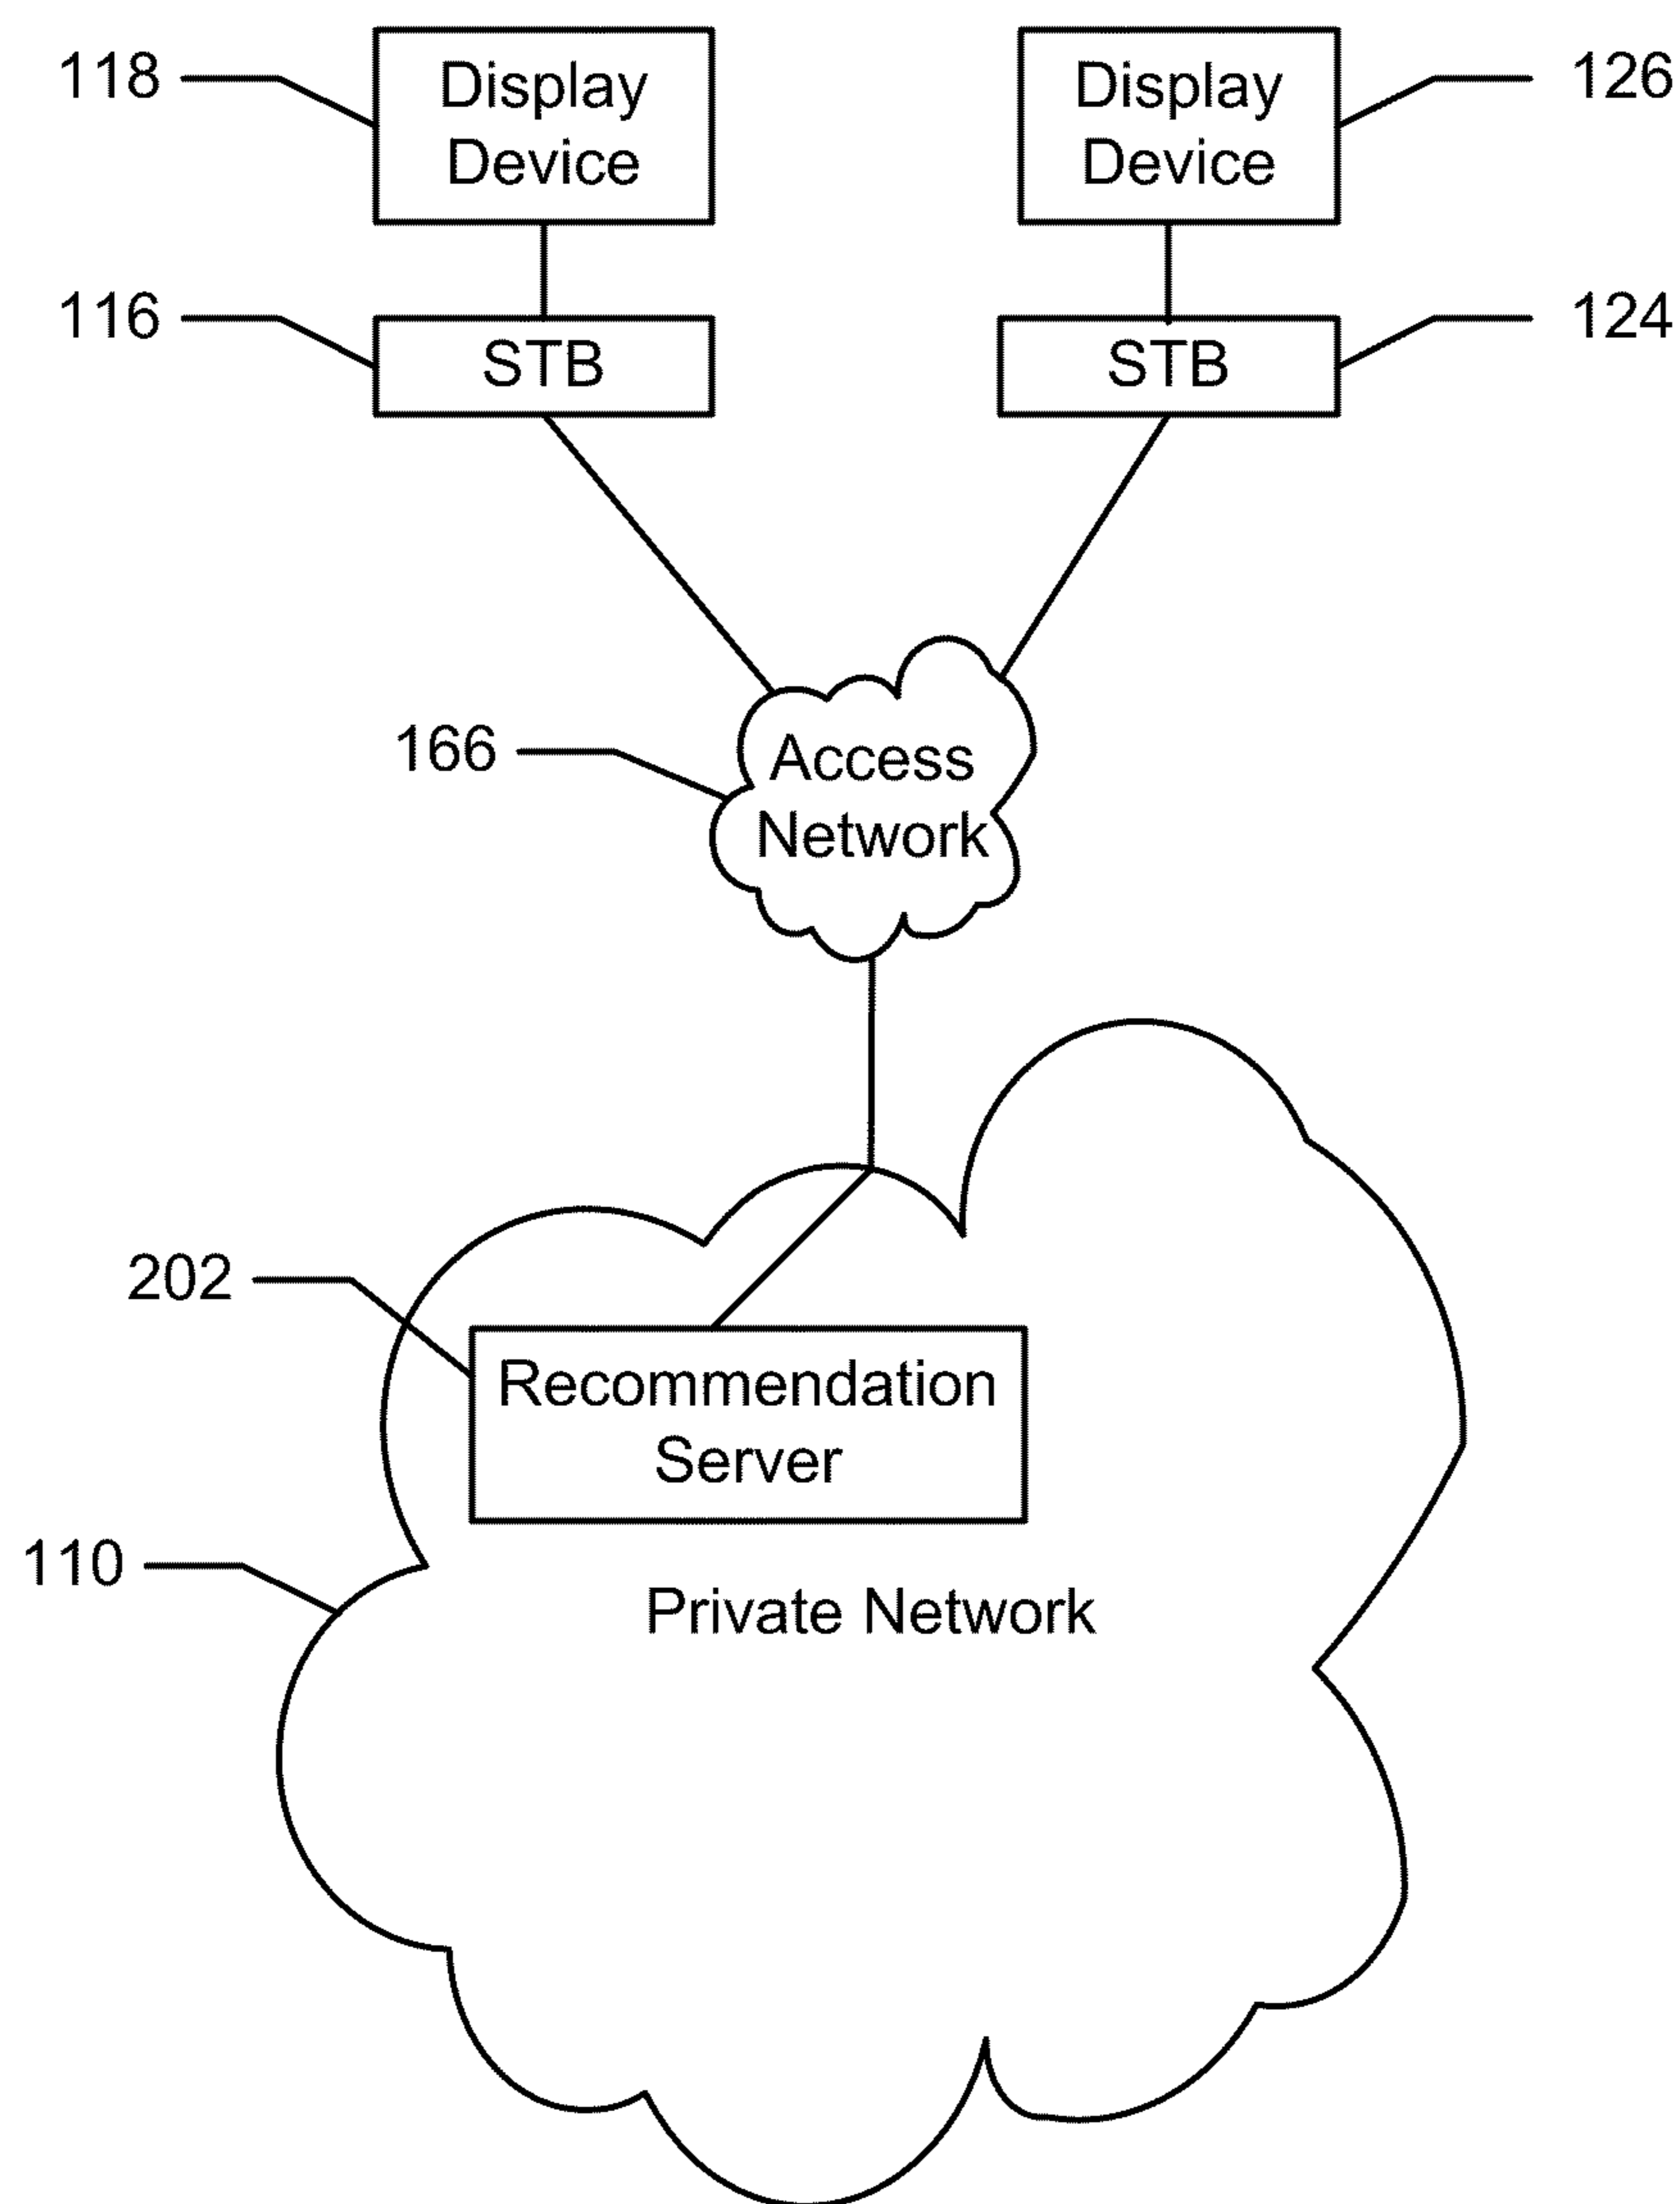 118
Display
Device
Display
Device
126
116
STB
STB
124
166
Access
Network
202
Recommendation
Server
110
Private Network